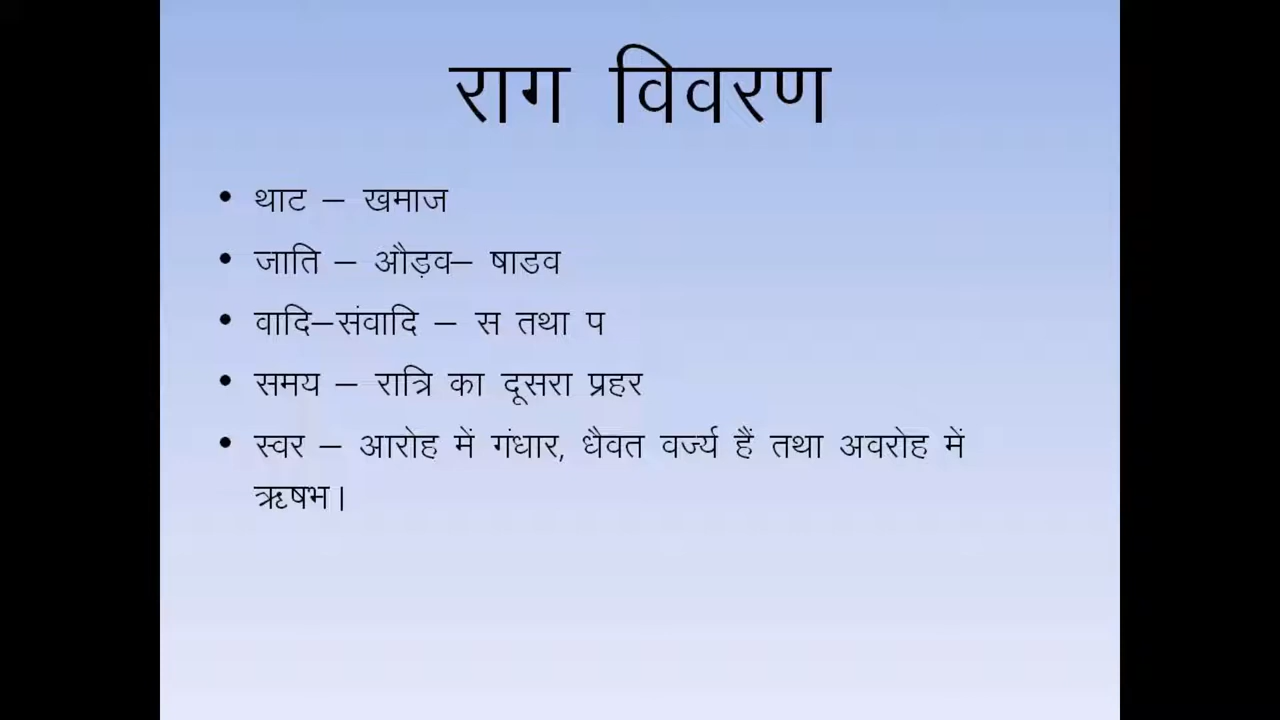 राग विवरण
• थाट – खमाज
• जाति – औड़व– षाडव
• वादि–संवादि – स तथा प
• समय – रात्रि का दूसरा प्रहर
• स्वर – आरोह में गंधार, धैवत वर्ज्य हैं तथा अवरोह में
ऋषभ।